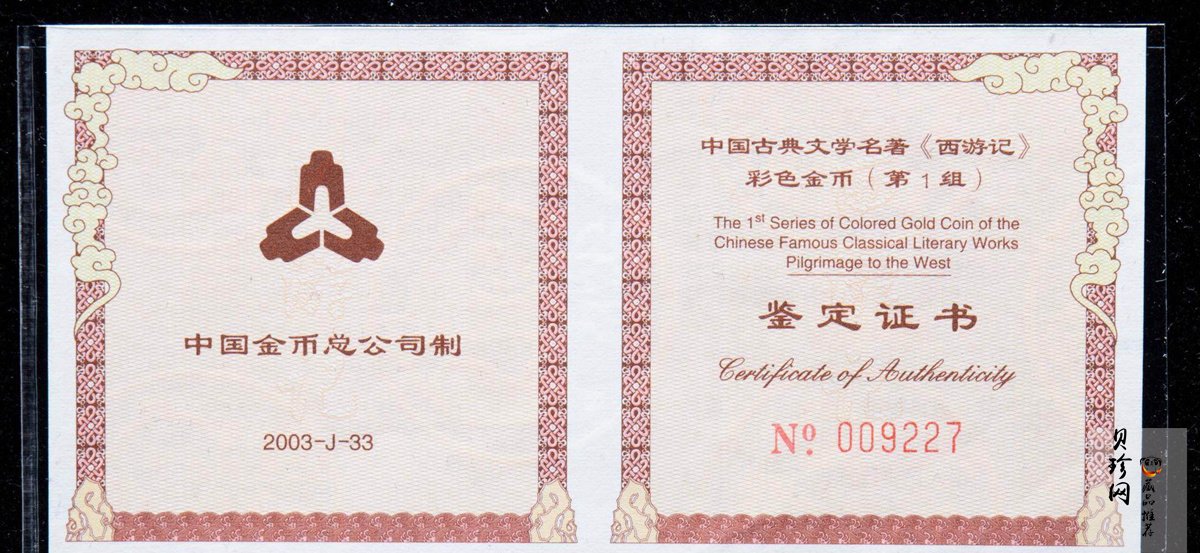 中国金币总公司制
2003-J-33
中国古典文学名著《西游记》
彩色金币（第1组）
The 1st Series of Colored Gold Coin of the
Chinese Famous Classical Literary Works
Pilgrimage to the West
鉴定证书
Certificate of Authenticity
Nº 009227
贝珍网
藏品推荐